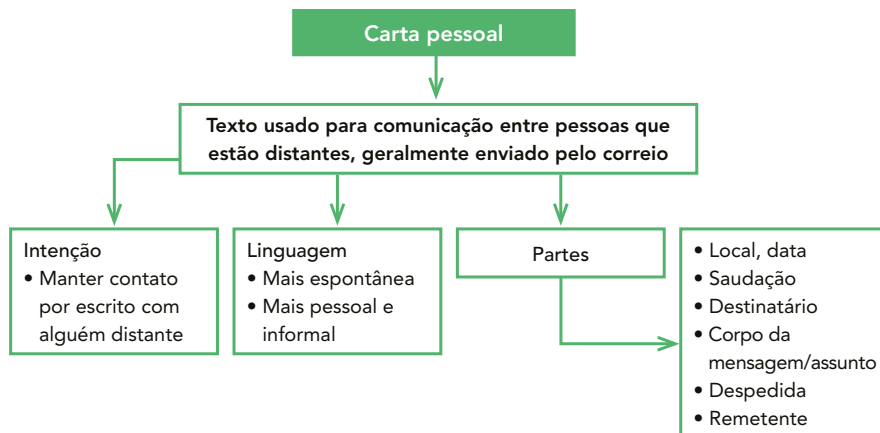 Carta pessoal
Texto usado para comunicação entre pessoas que
estão distantes, geralmente enviado pelo correio
Intenção
• Manter contato
por escrito com
alguém distante
Linguagem
• Mais espontânea
• Mais pessoal e
informal
Partes
• Local, data
• Saudação
• Destinatário
• Corpo da
mensagem/assunto
• Despedida
• Remetente